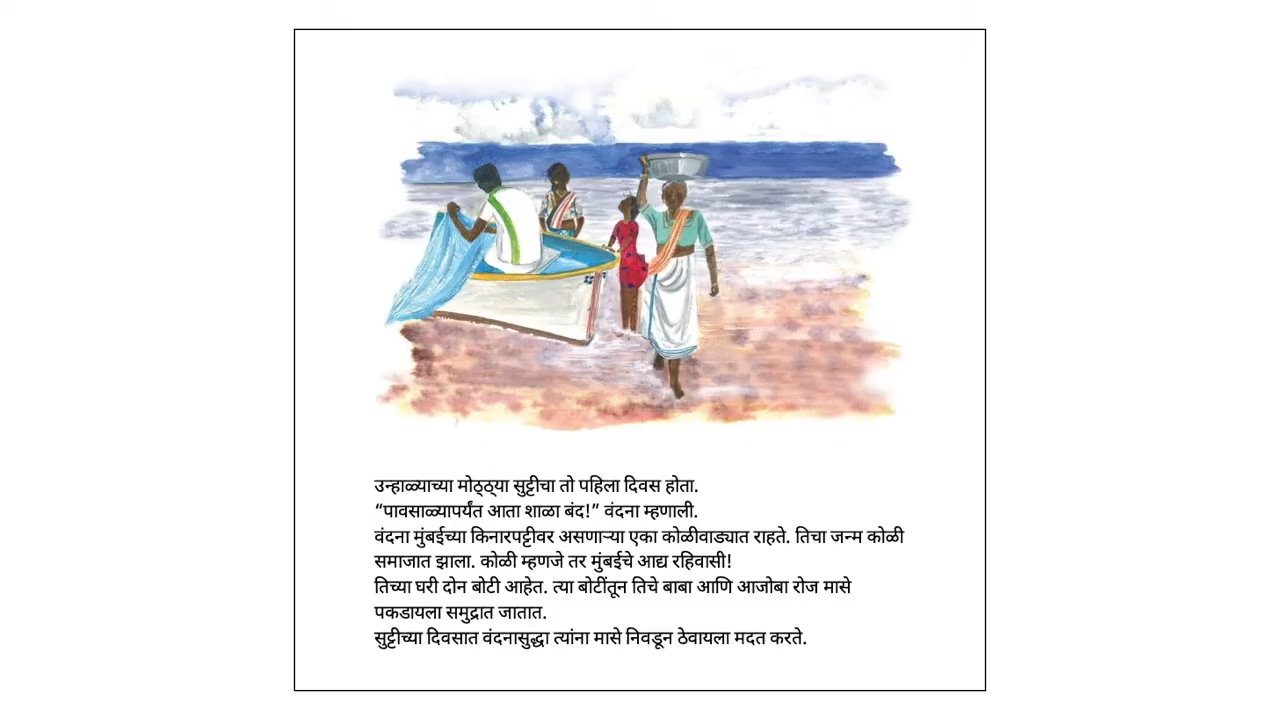 उन्हाळ्याच्या मोठ्ठ्या सुट्टीचा तो पहिला दिवस होता.
“पावसाळ्यापर्यंत आता शाळा बंद!” वंदना म्हणाली.
वंदना मुंबईच्या किनारपट्टीवर असणाऱ्या एका कोळीवाड्यात राहते. तिचा जन्म कोळी
समाजात झाला. कोळी म्हणजे तर मुंबईचे आद्य रहिवासी!
तिच्या घरी दोन बोटी आहेत. त्या बोटींतून तिचे बाबा आणि आजोबा रोज मासे
पकडायला समुद्रात जातात.
सुट्टीच्या दिवसात वंदनासुद्धा त्यांना मासे निवडून ठेवायला मदत करते.